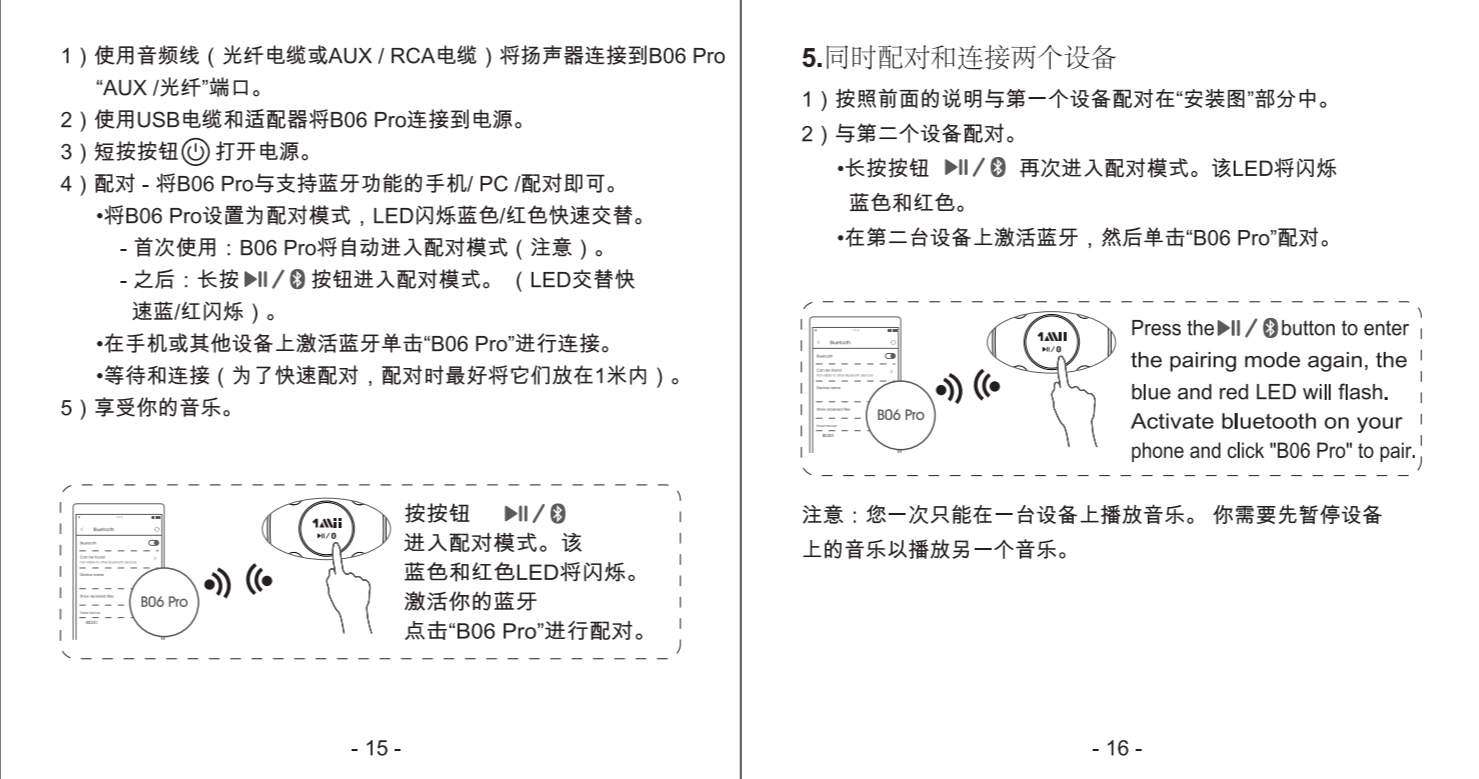 1）使用音频线（光纤电缆或AUX / RCA电缆）将扬声器连接到B06 Pro
“AUX /光纤”端口。
2）使用USB电缆和适配器将B06 Pro连接到电源。
3）短按按钮 打开电源。
4）配对 - 将B06 Pro与支持蓝牙功能的手机/ PC /配对即可。
•将B06 Pro设置为配对模式，LED闪烁蓝色/红色快速交替。
- 首次使用：B06 Pro将自动进入配对模式（注意）。
- 之后：长按 / 按钮进入配对模式。 （LED交替快
速蓝/红闪烁）。
•在手机或其他设备上激活蓝牙单击“B06 Pro”进行连接。
•等待和连接（为了快速配对，配对时最好将它们放在1米内）。
5）享受你的音乐。
Bluetooth
Bluetooth
Can be found
Device name
Show received files
B06 Pro
1Mii
按按钮 /
进入配对模式。该
蓝色和红色LED将闪烁。
激活你的蓝牙
点击“B06 Pro”进行配对。
- 15 -
5.同时配对和连接两个设备
1）按照前面的说明与第一个设备配对在“安装图”部分中。
2）与第二个设备配对。
•长按按钮 / 再次进入配对模式。该LED将闪烁
蓝色和红色。
•在第二台设备上激活蓝牙，然后单击“B06 Pro”配对。
Bluetooth
Bluetooth
Can be found
Device name
Show received files
B06 Pro
1Mii
Press the / button to enter
the pairing mode again, the
blue and red LED will flash.
Activate bluetooth on your
phone and click "B06 Pro" to pair.
注意：您一次只能在一台设备上播放音乐。 你需要先暂停设备
上的音乐以播放另一个音乐。
- 16 -